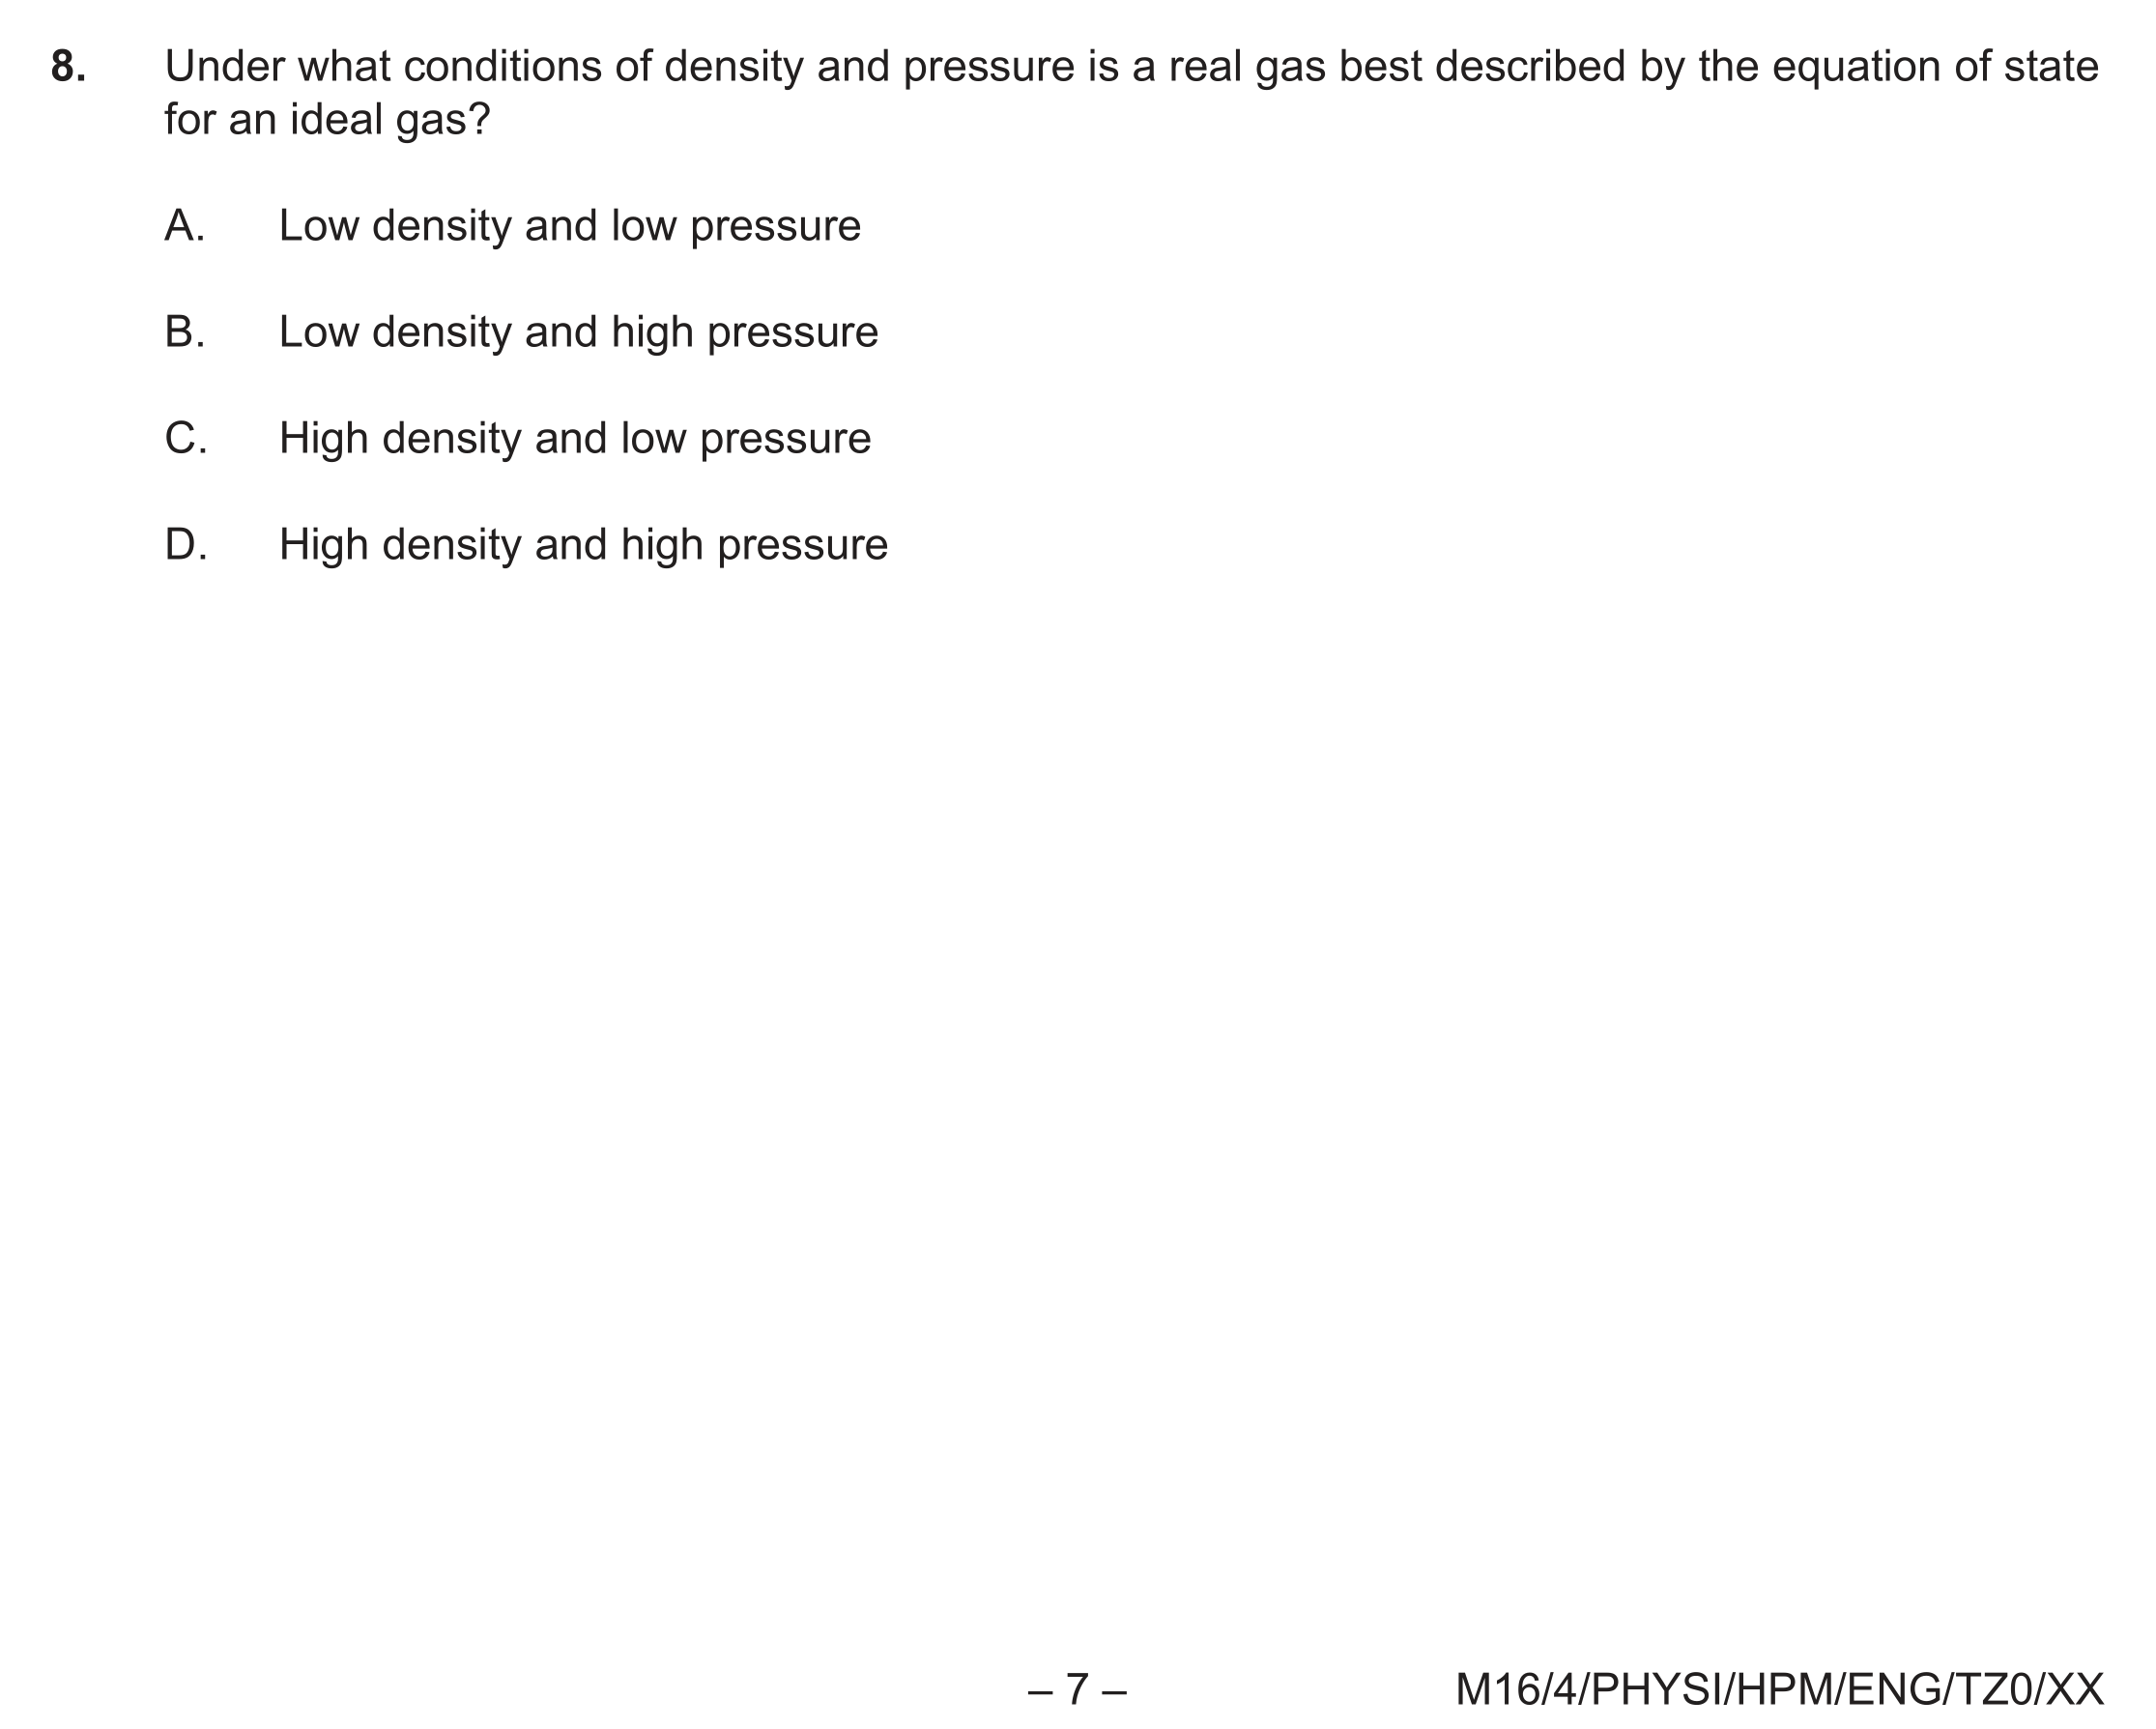 8. Under what conditions of density and pressure is a real gas best described by the equation of state
for an ideal gas?
A. Low density and low pressure
B. Low density and high pressure
C. High density and low pressure
D. High density and high pressure
– 7 – M16/4/PHYSI/HPM/ENG/TZ0/XX